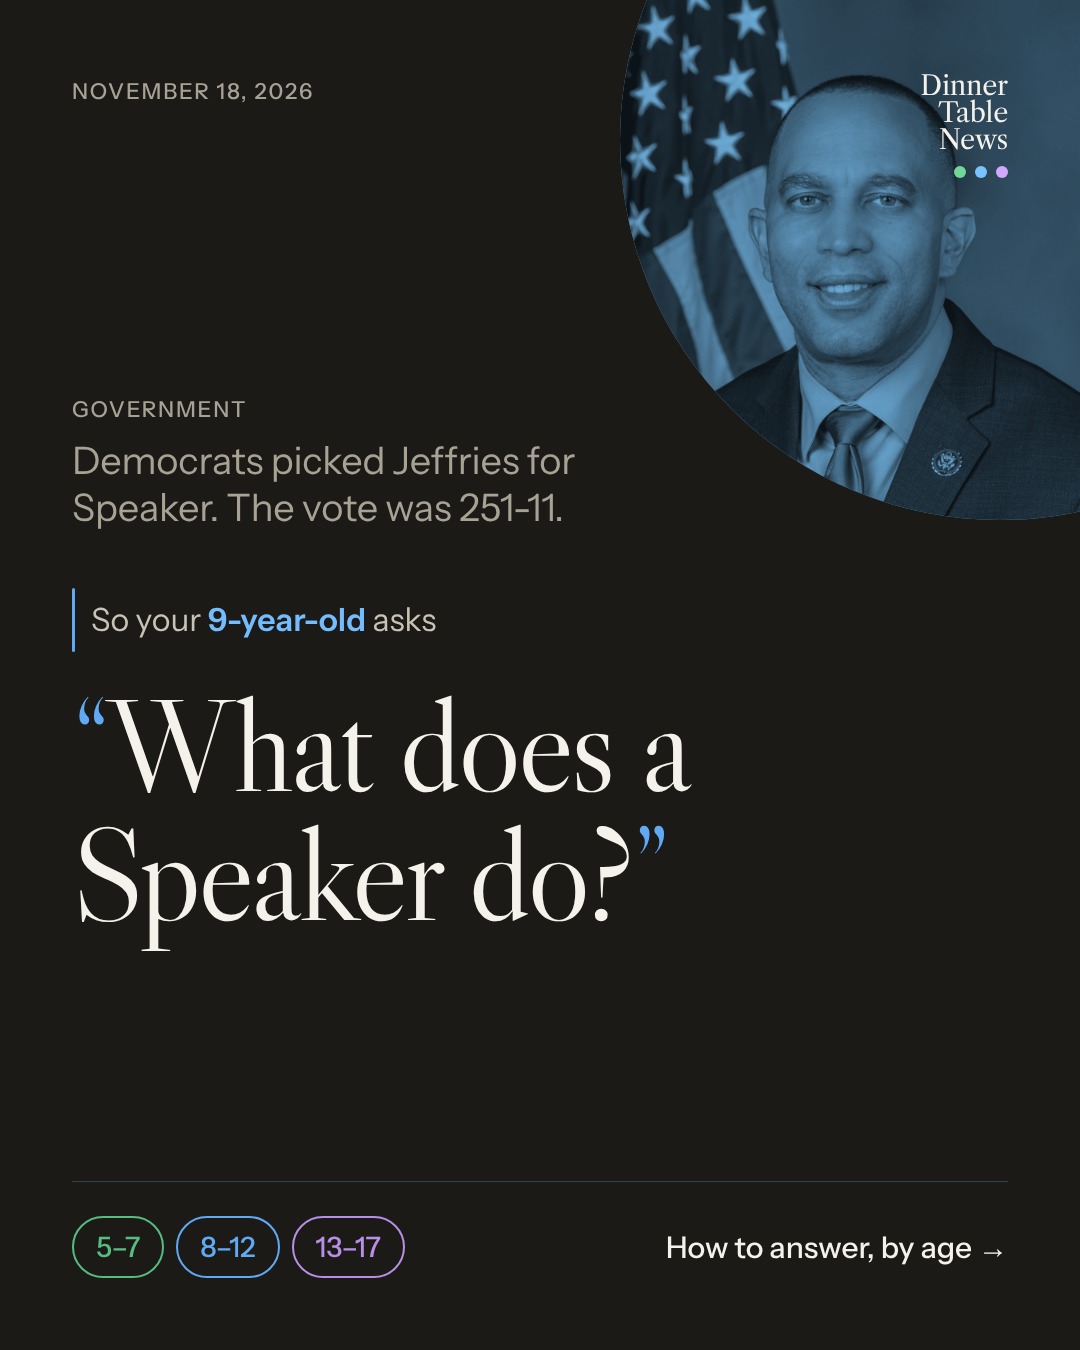 NOVEMBER 18, 2026
Dinner
Table
News
GOVERNMENT
Democrats picked Jeffries for
Speaker. The vote was 251-11.
So your 9-year-old asks
“What does a
Speaker do?”
5–7
8–12
13–17
How to answer, by age →